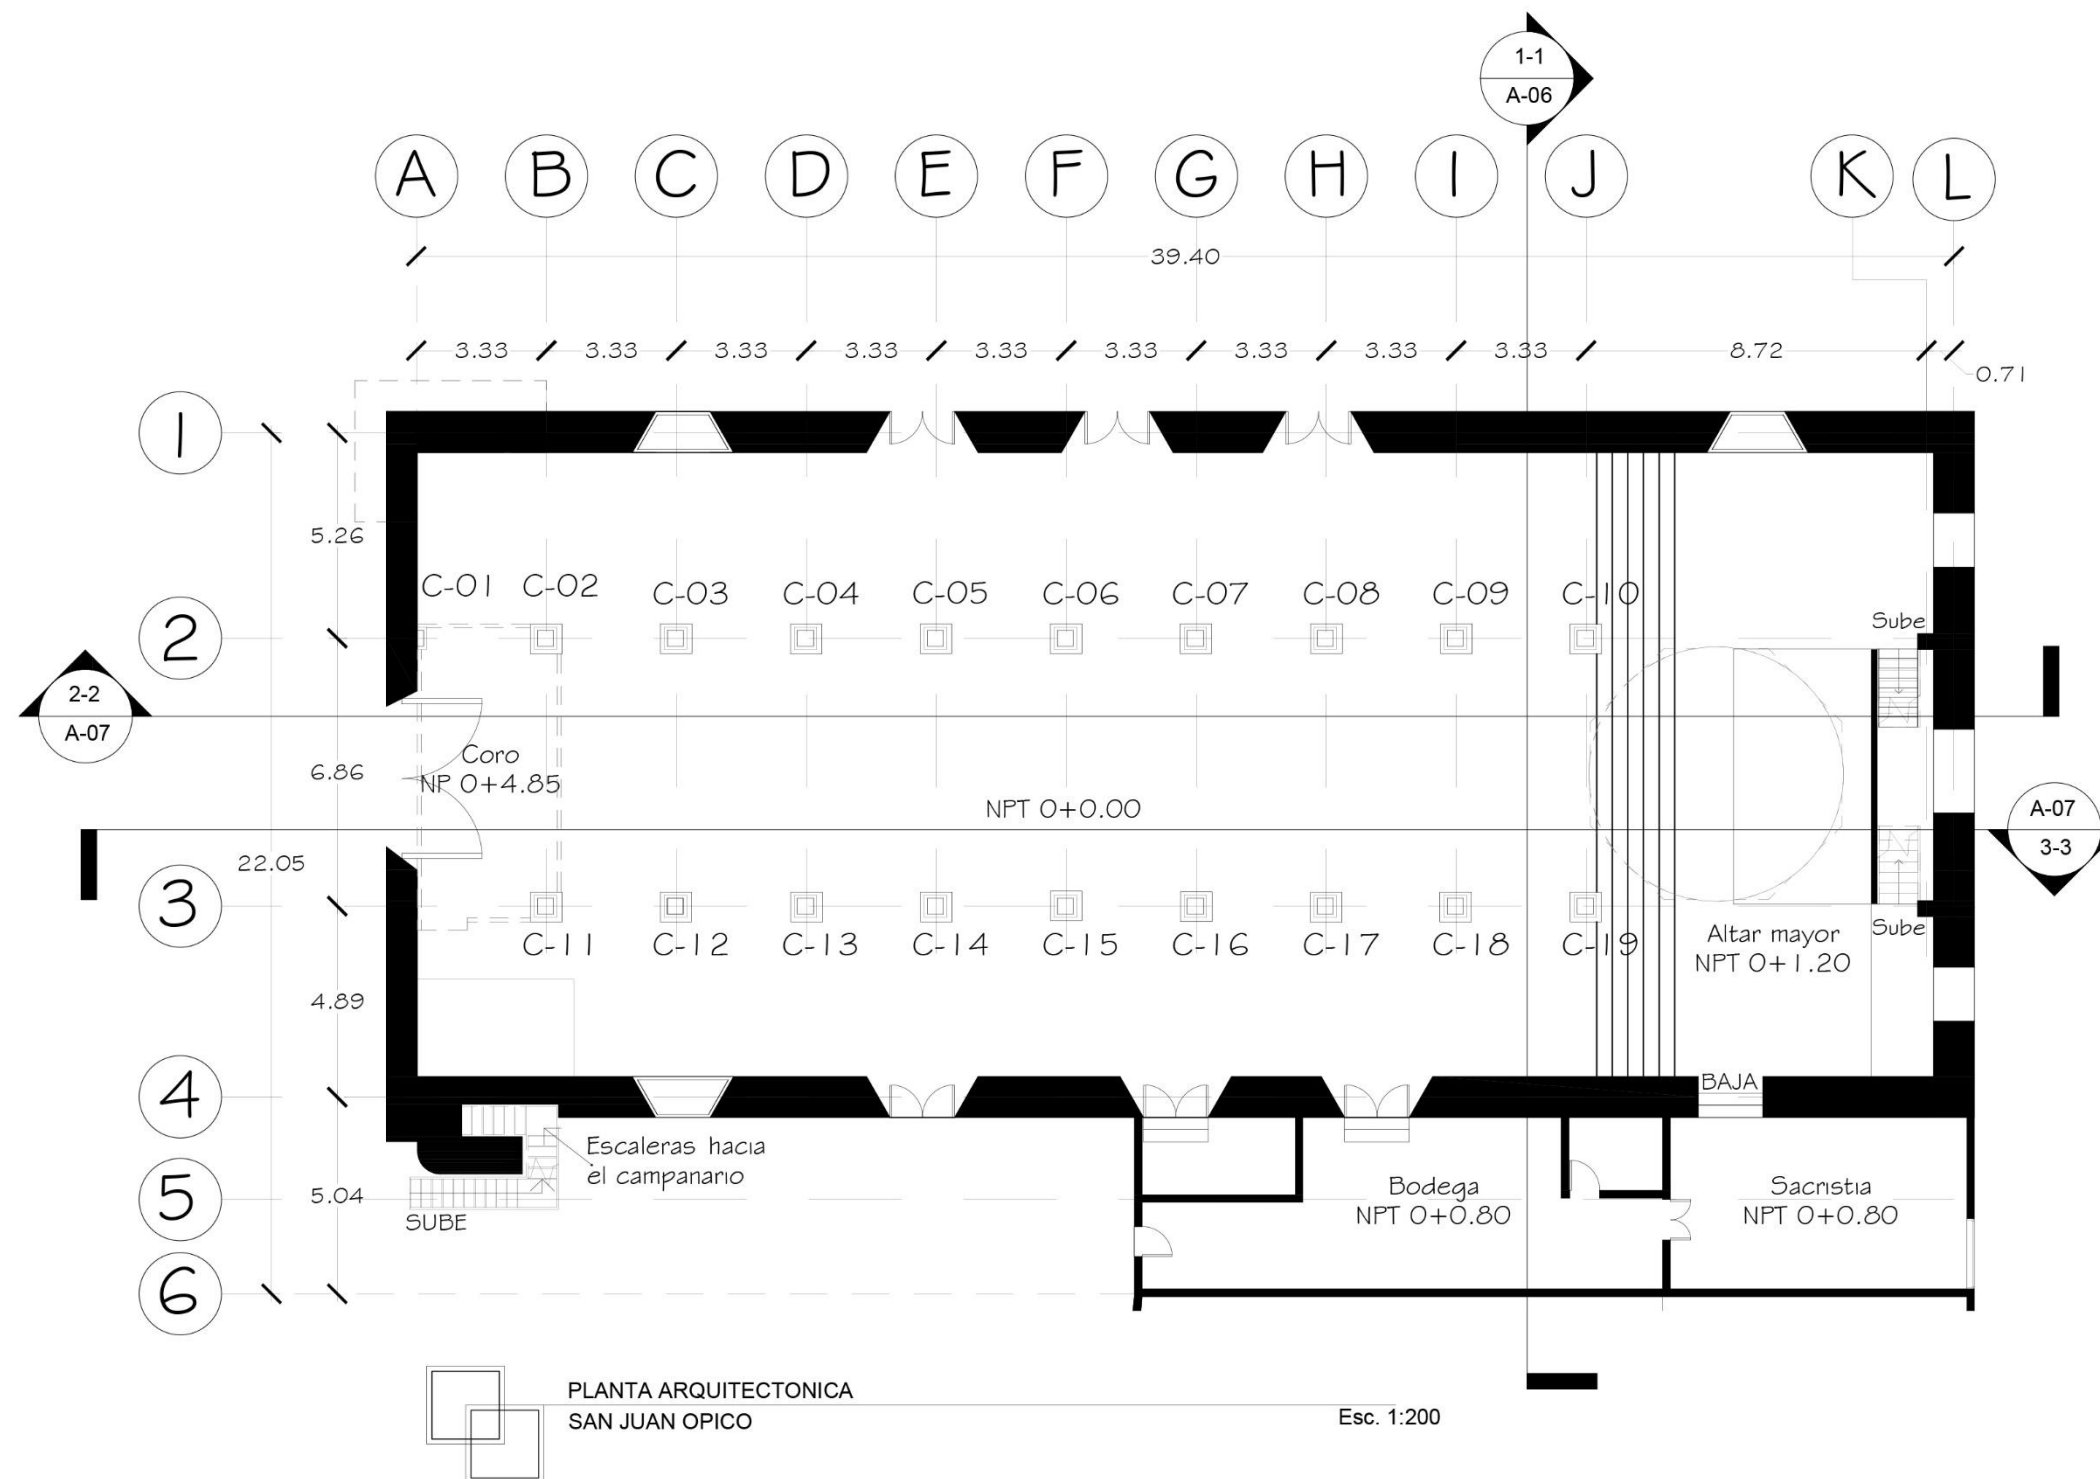 1-1
A-06
A B C D E F G H I J K L
39.40
3.33 3.33 3.33 3.33 3.33 3.33 3.33 3.33 3.33 8.72
0.71
1
5.26
C-01 C-02 C-03 C-04 C-05 C-06 C-07 C-08 C-09 C-10
2
Sube
2-2
A-07
Coro
NP 0+4.85
6.86
NPT 0+0.00
A-07
3-3
22.05
3
C-11 C-12 C-13 C-14 C-15 C-16 C-17 C-18 C-19
Sube
Altar mayor
NPT 0+1.20
4.89
4
BAJA
Escaleras hacia
el campanario
5
5.04
SUBE
Bodega
NPT 0+0.80
Sacristia
NPT 0+0.80
6
PLANTA ARQUITECTONICA
SAN JUAN OPICO
Esc. 1:200